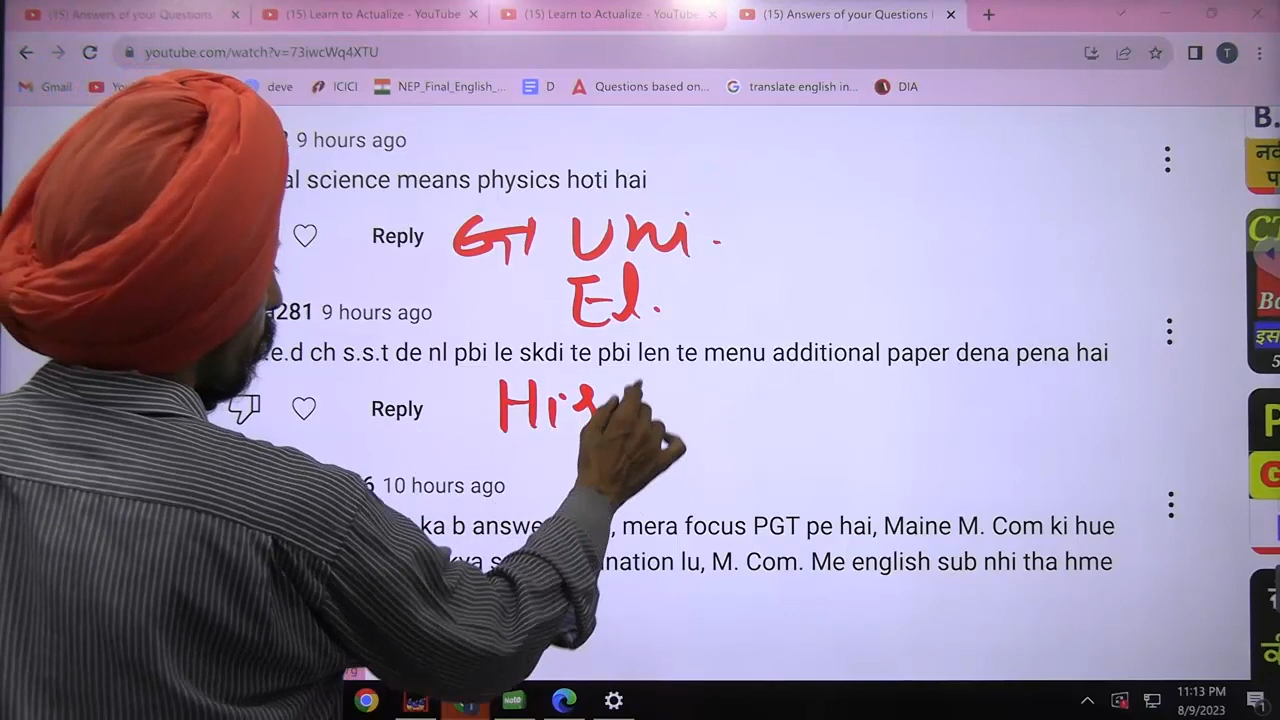 (15) Answers of your Questions
(15) Learn to Actualize - YouTube
(15) Learn to Actualize - YouTube
(15) Answers of your Questions
youtube.com/watch?v=73iwcWq4XTU
T
Gmail
deve
ICICI
NEP_Final_English_...
D
Questions based on...
translate english in...
DIA
9 hours ago
al science means physics hoti hai
Reply
GT Uni.
El.
281 9 hours ago
e.d ch s.s.t de nl pbi le skdi te pbi len te menu additional paper dena pena hai
Reply
His
6 10 hours ago
ka b answe , mera focus PGT pe hai, Maine M. Com ki hue
nation lu, M. Com. Me english sub nhi tha hme
B.
इस
11:13 PM
8/9/2023